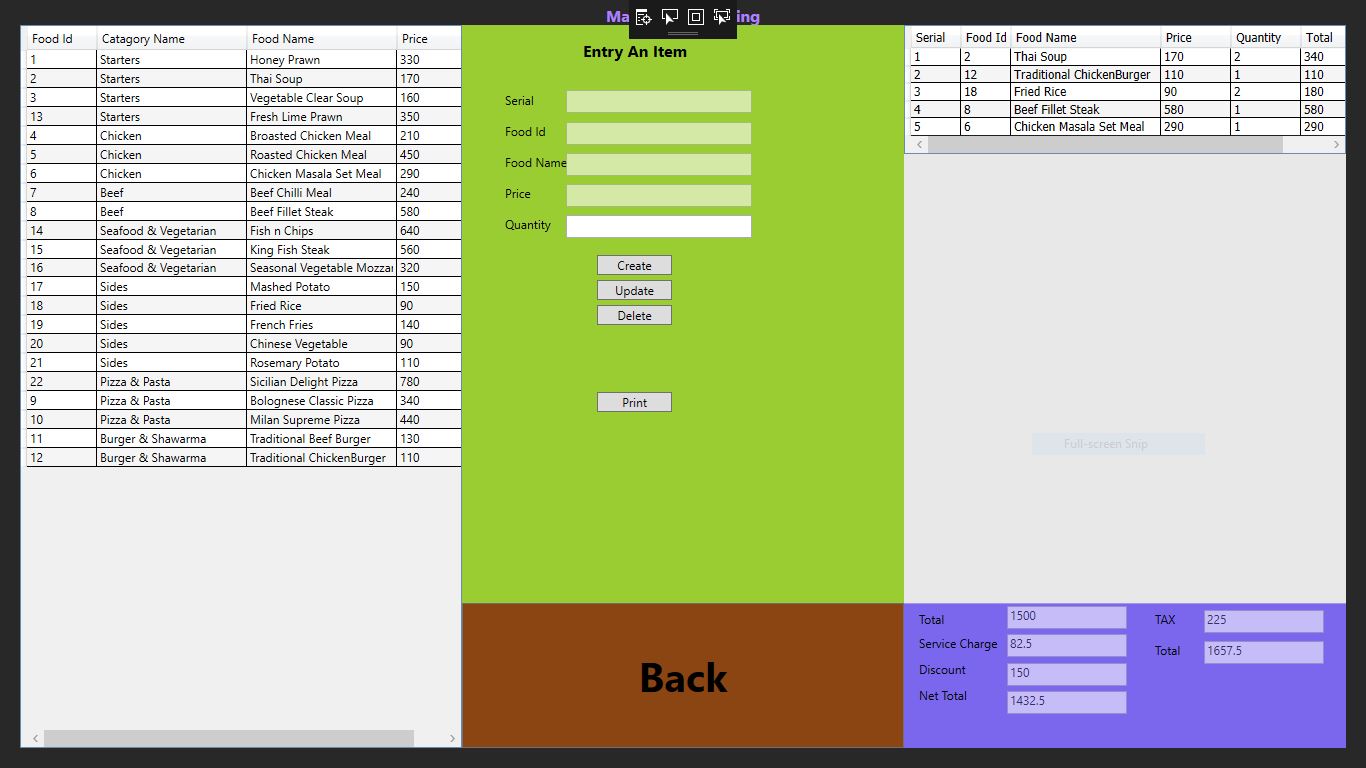 Ma ing
Food Id Catagory Name Food Name Price
1 Starters Honey Prawn 330
2 Starters Thai Soup 170
3 Starters Vegetable Clear Soup 160
13 Starters Fresh Lime Prawn 350
4 Chicken Broasted Chicken Meal 210
5 Chicken Roasted Chicken Meal 450
6 Chicken Chicken Masala Set Meal 290
7 Beef Beef Chilli Meal 240
8 Beef Beef Fillet Steak 580
14 Seafood & Vegetarian Fish n Chips 640
15 Seafood & Vegetarian King Fish Steak 560
16 Seafood & Vegetarian Seasonal Vegetable Mozzar 320
17 Sides Mashed Potato 150
18 Sides Fried Rice 90
19 Sides French Fries 140
20 Sides Chinese Vegetable 90
21 Sides Rosemary Potato 110
22 Pizza & Pasta Sicilian Delight Pizza 780
9 Pizza & Pasta Bolognese Classic Pizza 340
10 Pizza & Pasta Milan Supreme Pizza 440
11 Burger & Shawarma Traditional Beef Burger 130
12 Burger & Shawarma Traditional ChickenBurger 110
Entry An Item
Serial
Food Id
Food Name
Price
Quantity
Create
Update
Delete
Print
Back
Serial Food Id Food Name Price Quantity Total
1 2 Thai Soup 170 2 340
2 12 Traditional ChickenBurger 110 1 110
3 18 Fried Rice 90 2 180
4 8 Beef Fillet Steak 580 1 580
5 6 Chicken Masala Set Meal 290 1 290
Full-screen Snip
Total 1500
Service Charge 82.5
Discount 150
Net Total 1432.5
TAX 225
Total 1657.5